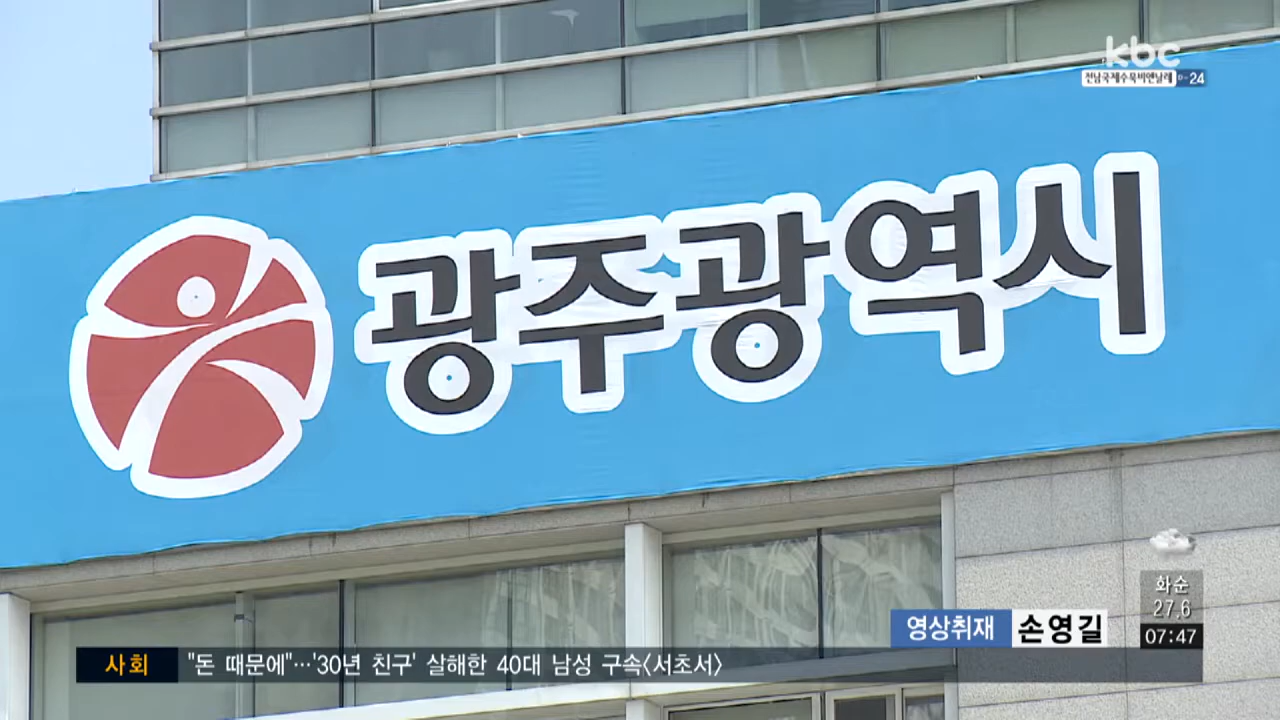 kbc
전남국제수묵비엔날레 D-24
광주광역시
화순
27.6
영상취재 손영길
07:47
사회 "돈 때문에"…'30년 친구' 살해한 40대 남성 구속<서초서>